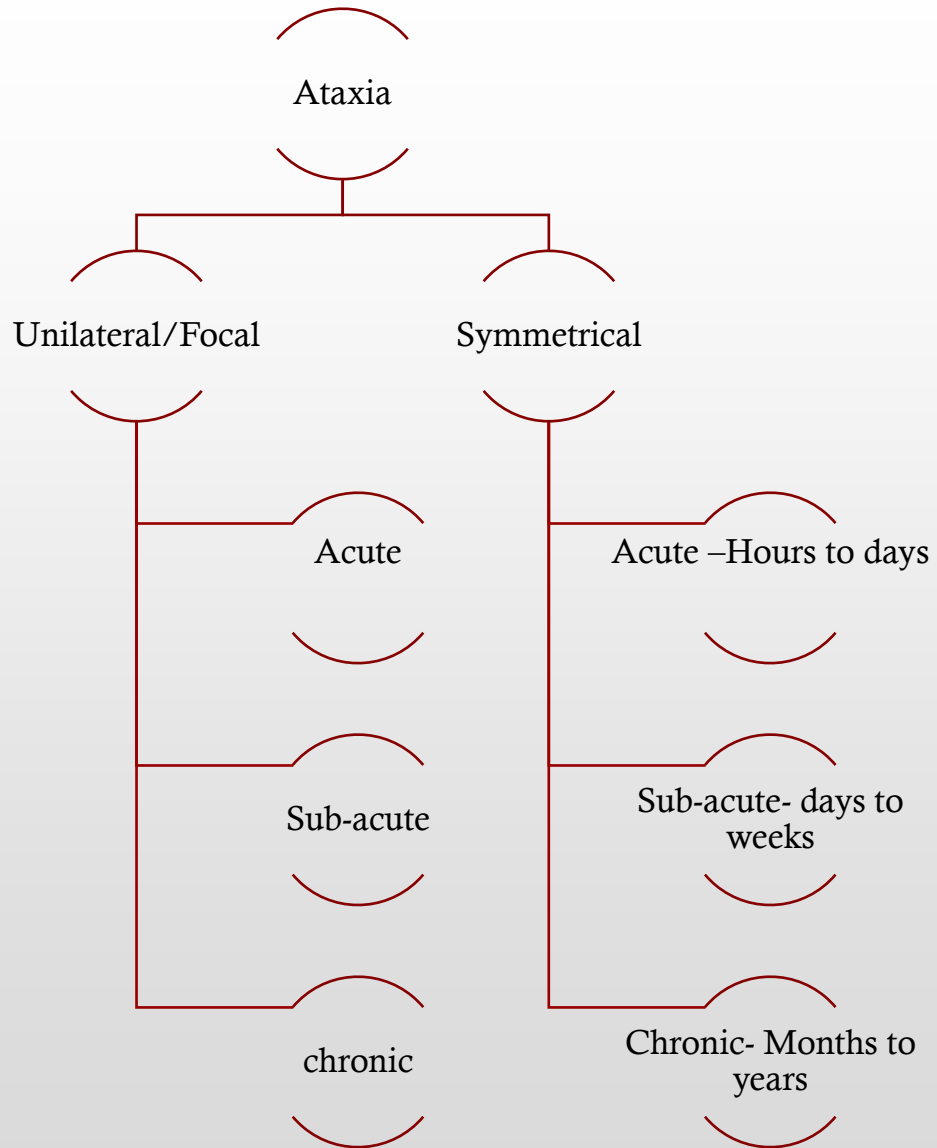 Ataxia
Unilateral/Focal
Symmetrical
Acute
Acute –Hours to days
Sub-acute
Sub-acute- days to
weeks
chronic
Chronic- Months to
years